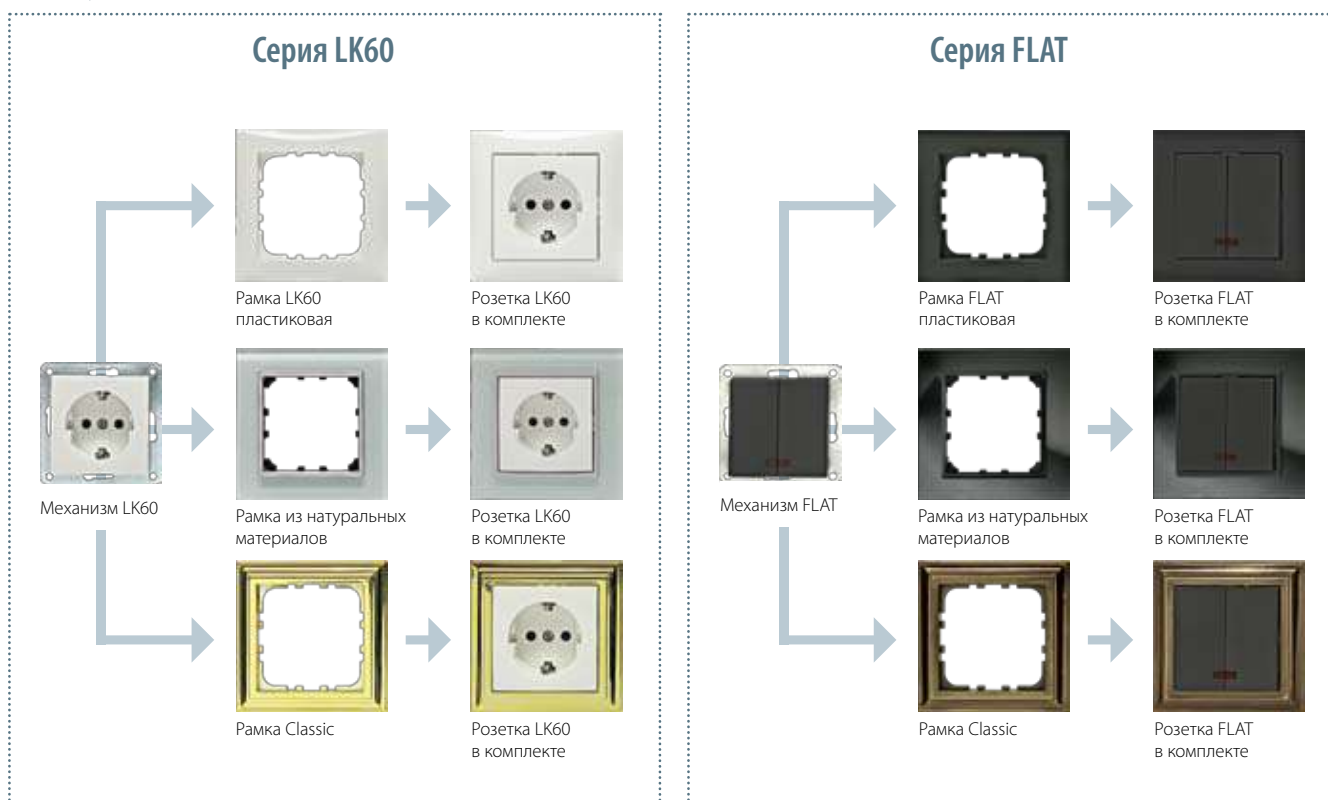 Серия LK60
Рамка LK60
пластиковая
Розетка LK60
в комплекте
Механизм LK60
Рамка из натуральных
материалов
Розетка LK60
в комплекте
Рамка Classic
Розетка LK60
в комплекте
Серия FLAT
Рамка FLAT
пластиковая
Розетка FLAT
в комплекте
Механизм FLAT
Рамка из натуральных
материалов
Розетка FLAT
в комплекте
Рамка Classic
Розетка FLAT
в комплекте